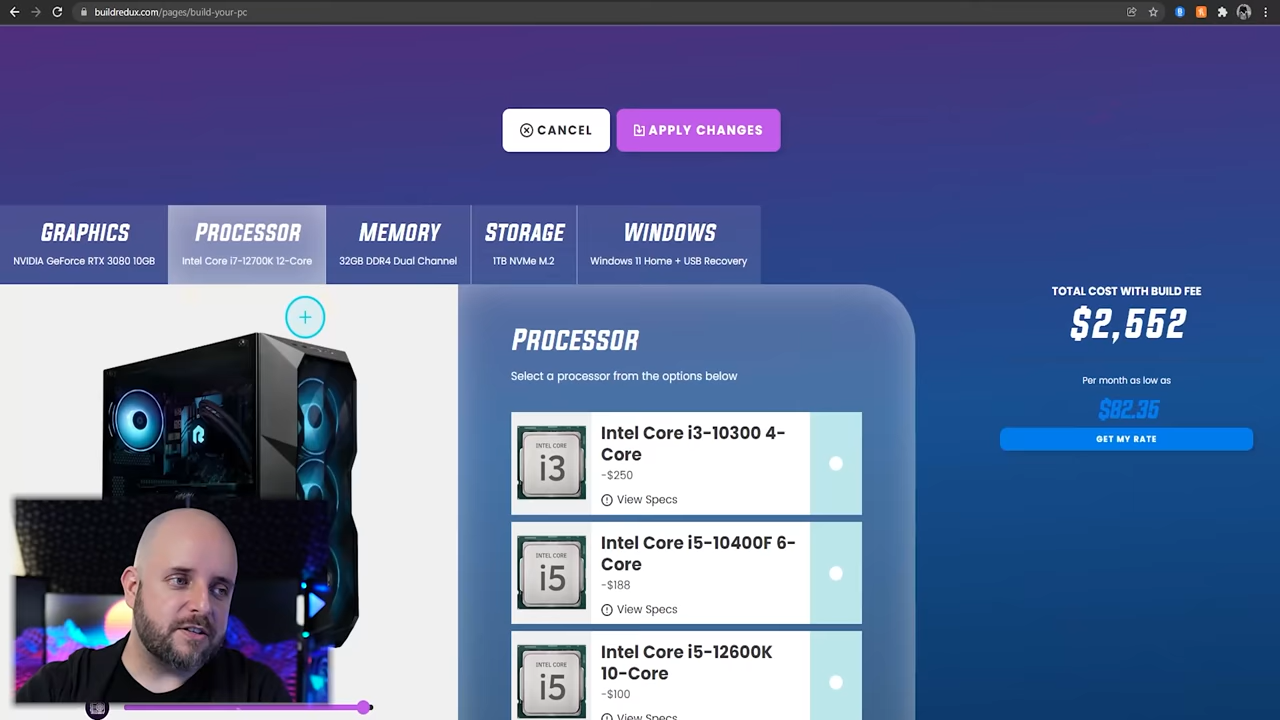 buildredux.com/pages/build-your-pc
CANCEL
APPLY CHANGES
GRAPHICS
NVIDIA GeForce RTX 3080 10GB
PROCESSOR
Intel Core i7-12700K 12-Core
MEMORY
32GB DDR4 Dual Channel
STORAGE
1TB NVMe M.2
WINDOWS
Windows 11 Home + USB Recovery
TOTAL COST WITH BUILD FEE
$2,552
Per month as low as
$82.35
GET MY RATE
PROCESSOR
Select a processor from the options below
INTEL CORE
i3
Intel Core i3-10300 4-
Core
-$250
View Specs
INTEL CORE
i5
Intel Core i5-10400F 6-
Core
-$188
View Specs
INTEL CORE
i5
Intel Core i5-12600K
10-Core
-$100
View Specs